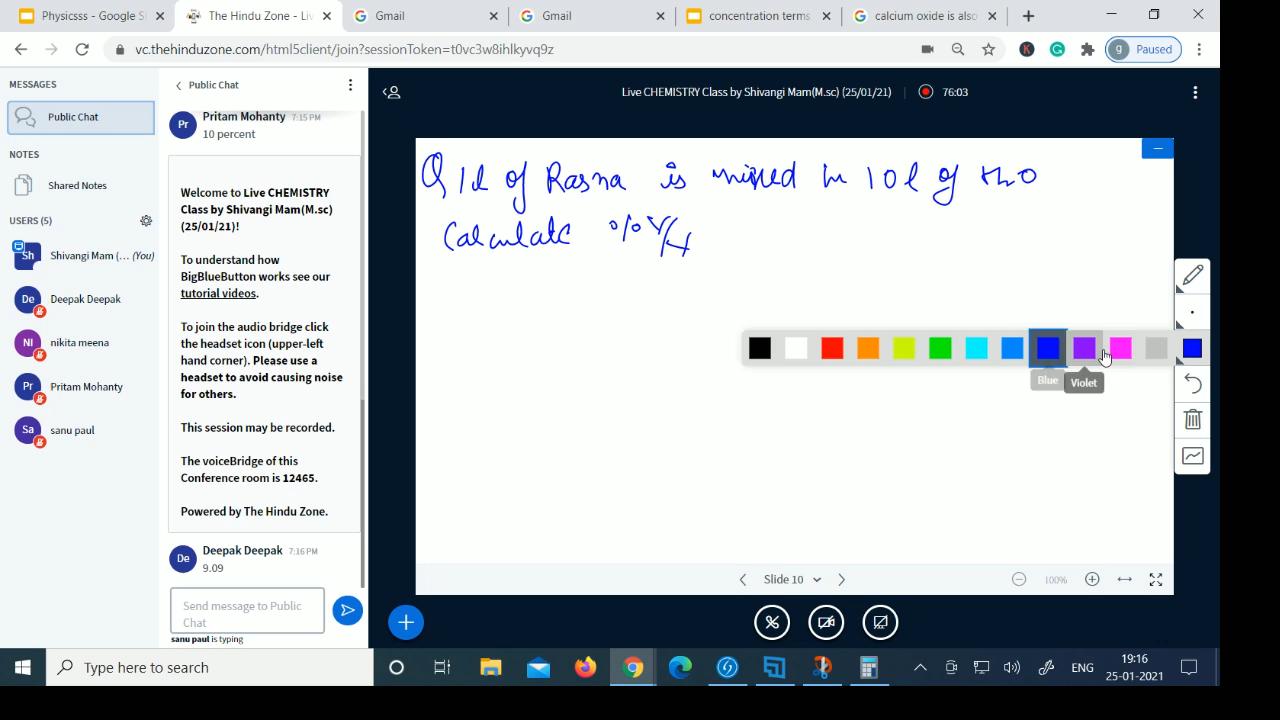 Physicsss - Google S
The Hindu Zone - Liv
Gmail
Gmail
concentration terms
calcium oxide is also
vc.thehinduzone.com/html5client/join?sessionToken=t0vc3w8ihlkyvq9z
K
G
g Paused
MESSAGES
Public Chat
NOTES
Shared Notes
USERS (5)
Sh Shivangi Mam (... (You)
De Deepak Deepak
NI nikita meena
Pr Pritam Mohanty
Sa sanu paul
Public Chat
Pr Pritam Mohanty 7:15 PM
10 percent
Welcome to Live CHEMISTRY
Class by Shivangi Mam(M.sc)
(25/01/21)!
To understand how
BigBlueButton works see our
tutorial videos.
To join the audio bridge click
the headset icon (upper-left
hand corner). Please use a
headset to avoid causing noise
for others.
This session may be recorded.
The voiceBridge of this
Conference room is 12465.
Powered by The Hindu Zone.
De Deepak Deepak 7:16 PM
9.09
Send message to Public
Chat
sanu paul is typing
Live CHEMISTRY Class by Shivangi Mam(M.sc) (25/01/21)
76:03
Q 1l of Rasna is mixed in 10l of H2O
Calculate % V/V
Blue
Violet
Slide 10
100%
Type here to search
ENG
19:16
25-01-2021